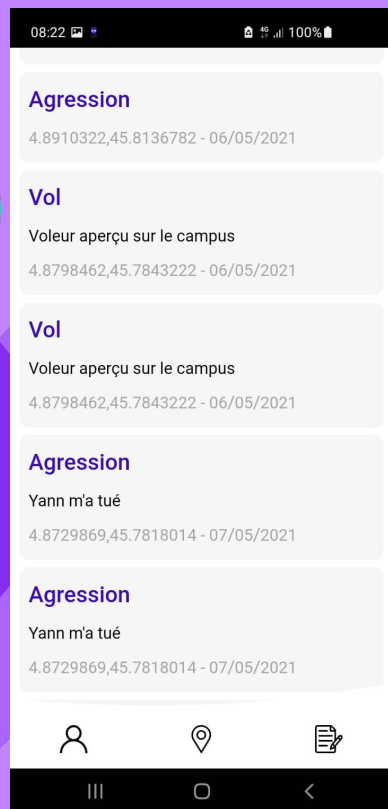 08:22 4G 100%
Agression
4.8910322,45.8136782 - 06/05/2021
Vol
Voleur aperçu sur le campus
4.8798462,45.7843222 - 06/05/2021
Vol
Voleur aperçu sur le campus
4.8798462,45.7843222 - 06/05/2021
Agression
Yann m'a tué
4.8729869,45.7818014 - 07/05/2021
Agression
Yann m'a tué
4.8729869,45.7818014 - 07/05/2021